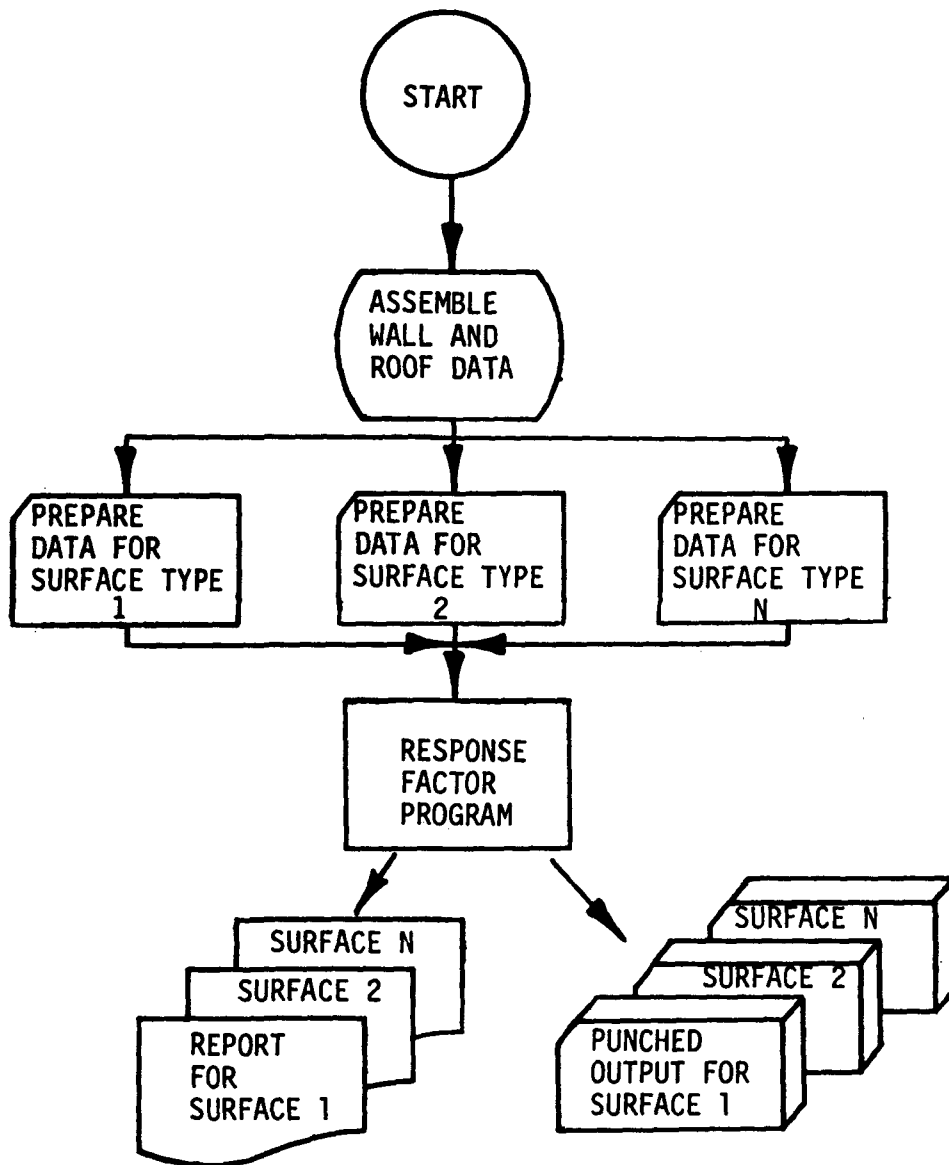 START
ASSEMBLE
WALL AND
ROOF DATA
PREPARE
DATA FOR
SURFACE TYPE
1
PREPARE
DATA FOR
SURFACE TYPE
2
PREPARE
DATA FOR
SURFACE TYPE
N
RESPONSE
FACTOR
PROGRAM
SURFACE N
SURFACE 2
REPORT
FOR
SURFACE 1
SURFACE N
SURFACE 2
PUNCHED
OUTPUT FOR
SURFACE 1